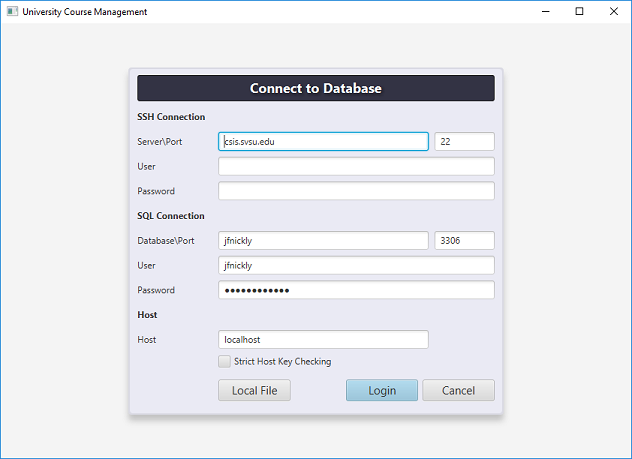 University Course Management
Connect to Database
SSH Connection
Server\Port csis.svsu.edu 22
User
Password
SQL Connection
Database\Port jfnickly 3306
User jfnickly
Password ●●●●●●●●●●●●
Host
Host localhost
Strict Host Key Checking
Local File Login Cancel